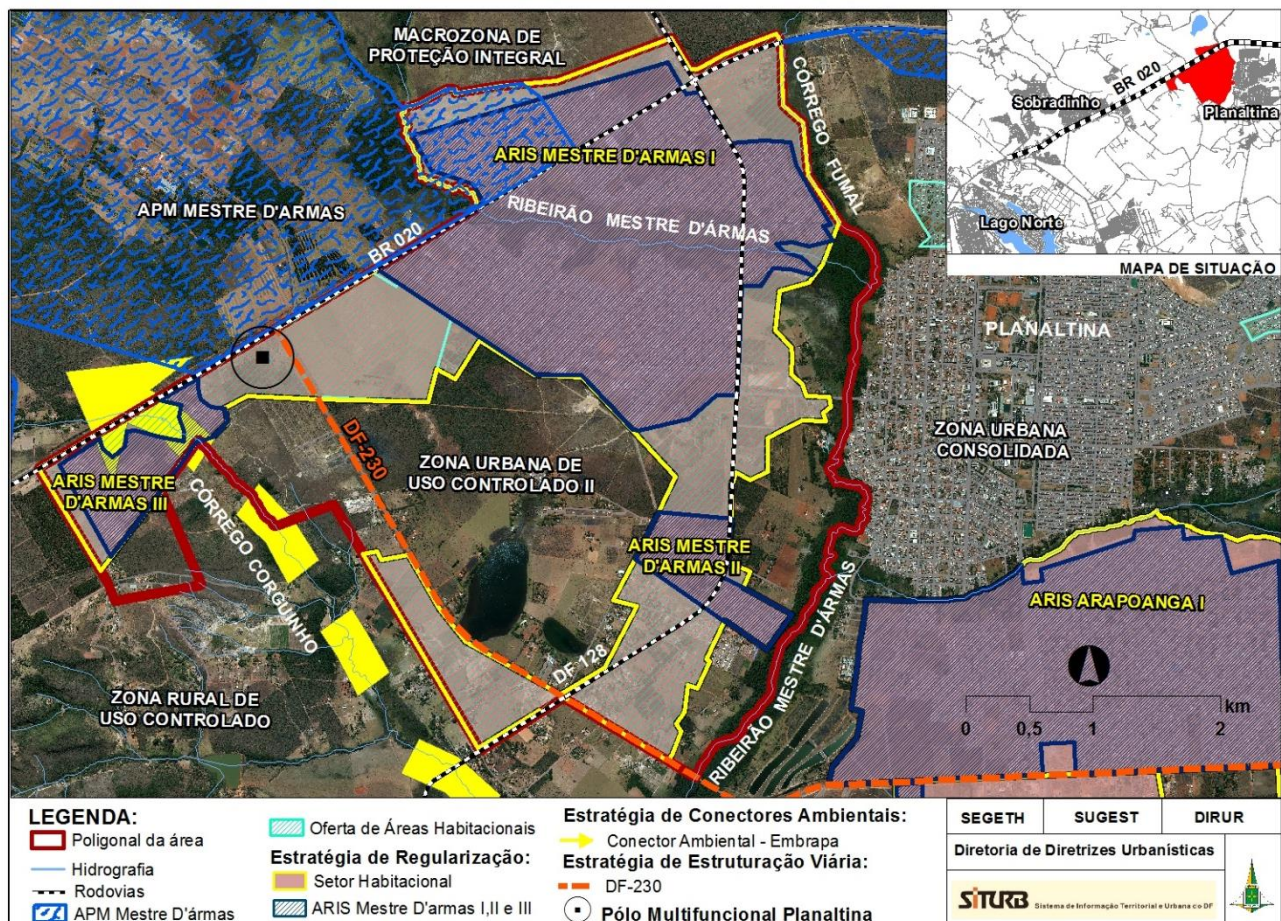 MACROZONA DE
PROTEÇÃO INTEGRAL
CÓRREGO FUMAL
ARIS MESTRE D'ARMAS I
APM MESTRE D'ARMAS
RIBEIRÃO MESTRE D'ÁRMAS
BR 020
BR 020
Sobradinho
Planaltina
Lago Norte
MAPA DE SITUAÇÃO
PLANALTINA
DF-230
ZONA URBANA DE
USO CONTROLADO II
ZONA URBANA
CONSOLIDADA
ARIS MESTRE
D'ARMAS III
CÓRREGO CORGUINHO
ARIS MESTRE
D'ARMAS II
ARIS ARAPOANGA I
RIBEIRÃO MESTRE D'ÁRMAS
DF 128
ZONA RURAL DE
USO CONTROLADO
km
0 0,5 1 2
LEGENDA:
Poligonal da área
Hidrografia
Rodovias
APM Mestre D'Ármas
Oferta de Áreas Habitacionais
Estratégia de Regularização:
Setor Habitacional
ARIS Mestre D'armas I,II e III
Estratégia de Conectores Ambientais:
Conector Ambiental - Embrapa
Estratégia de Estruturação Viária:
DF-230
Pólo Multifuncional Planaltina
SEGETH SUGEST DIRUR
Diretoria de Diretrizes Urbanísticas
SITURB Sistema de Informação Territorial e Urbana do DF